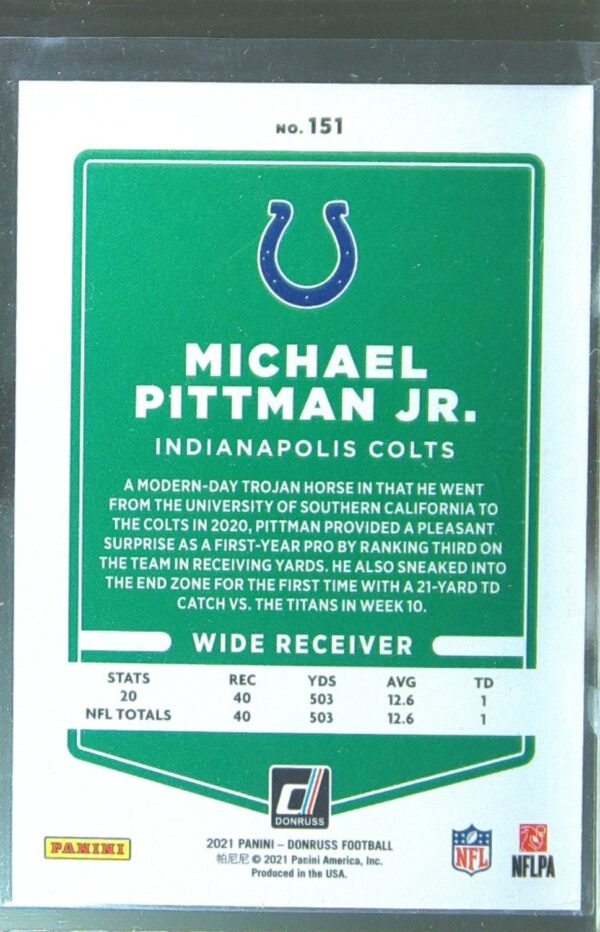 NO. 151
MICHAEL
PITTMAN JR.
INDIANAPOLIS COLTS
A MODERN-DAY TROJAN HORSE IN THAT HE WENT
FROM THE UNIVERSITY OF SOUTHERN CALIFORNIA TO
THE COLTS IN 2020, PITTMAN PROVIDED A PLEASANT
SURPRISE AS A FIRST-YEAR PRO BY RANKING THIRD ON
THE TEAM IN RECEIVING YARDS. HE ALSO SNEAKED INTO
THE END ZONE FOR THE FIRST TIME WITH A 21-YARD TD
CATCH VS. THE TITANS IN WEEK 10.
WIDE RECEIVER
STATS REC YDS AVG TD
20 40 503 12.6 1
NFL TOTALS 40 503 12.6 1
DONRUSS
PANINI
2021 PANINI – DONRUSS FOOTBALL
帕尼尼 © 2021 Panini America, Inc.
Produced in the USA.
NFL
NFLPA